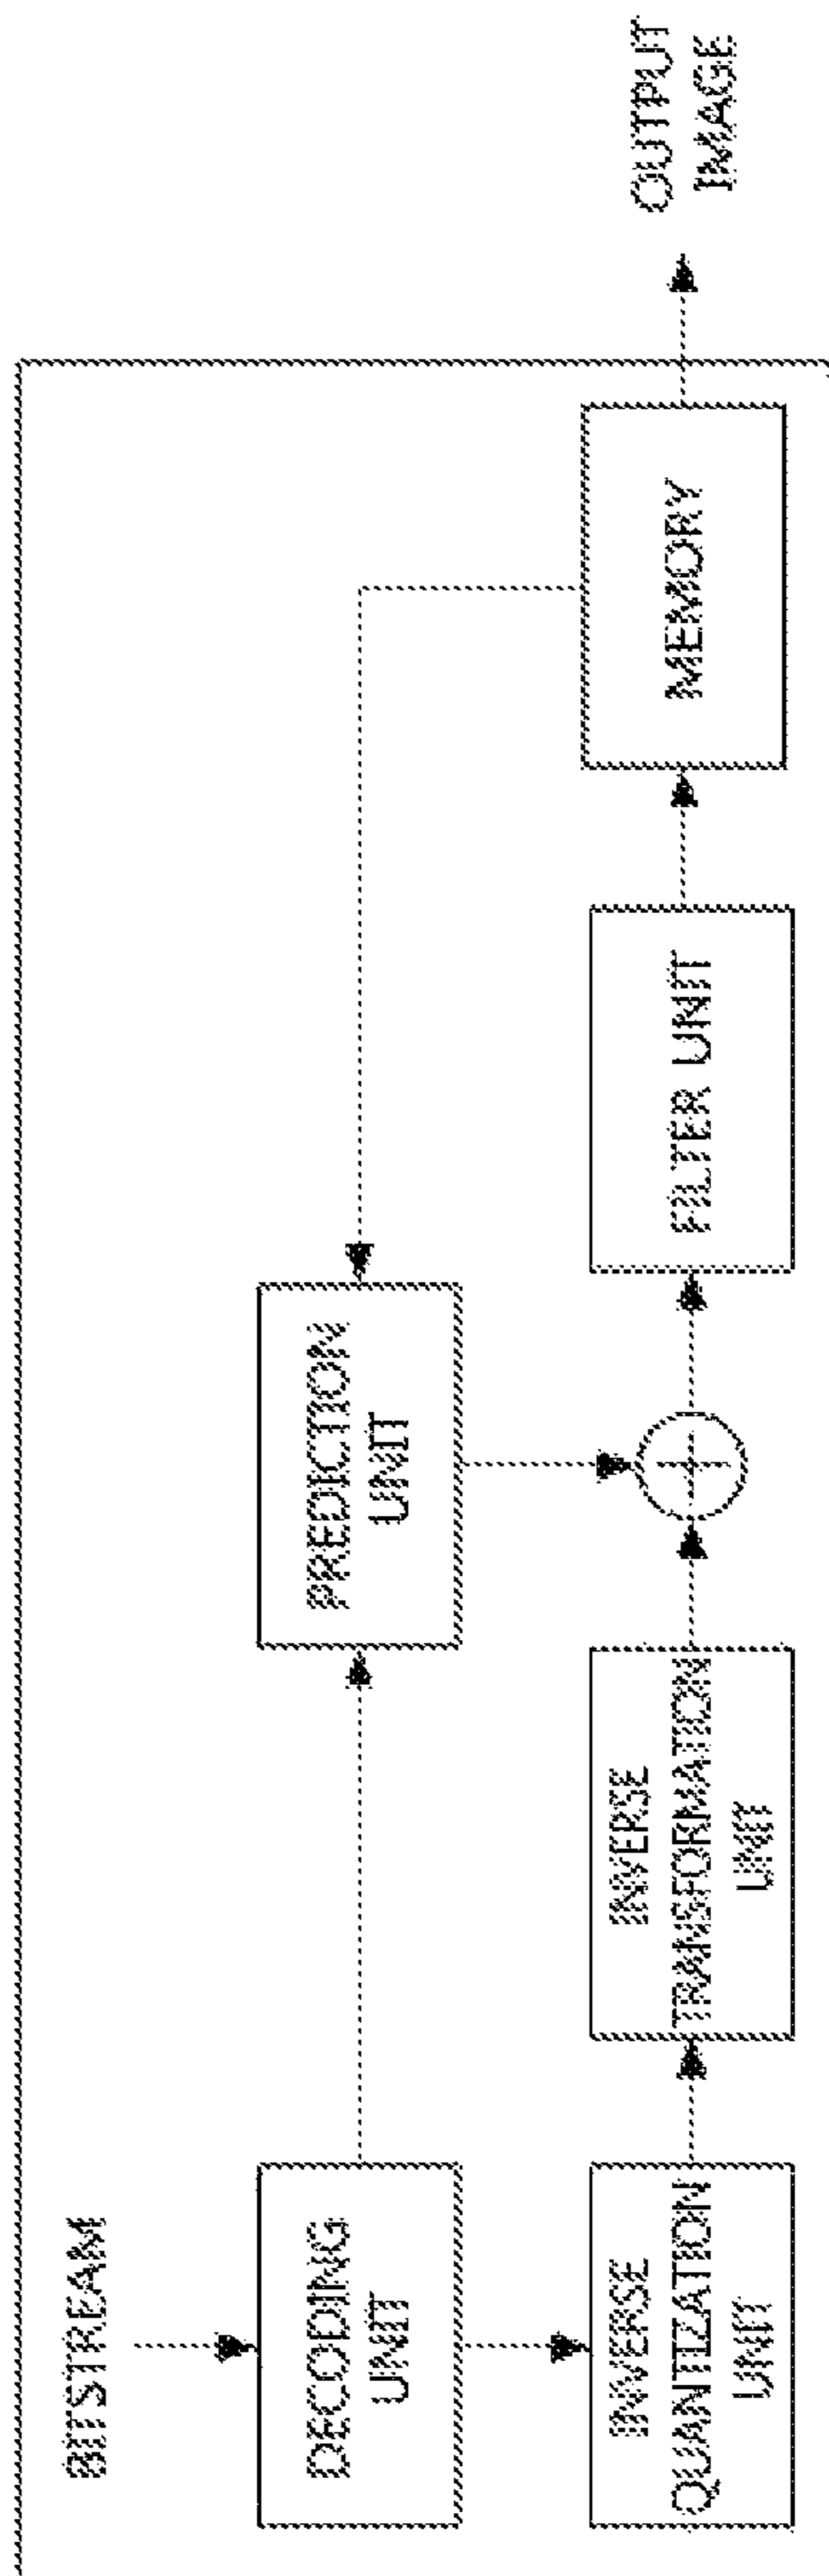 BITSTREAM
DECODING
UNIT
PREDICTION
UNIT
INVERSE
QUANTIZATION
UNIT
INVERSE
TRANSFORMATION
UNIT
FILTER UNIT
MEMORY
OUTPUT
IMAGE